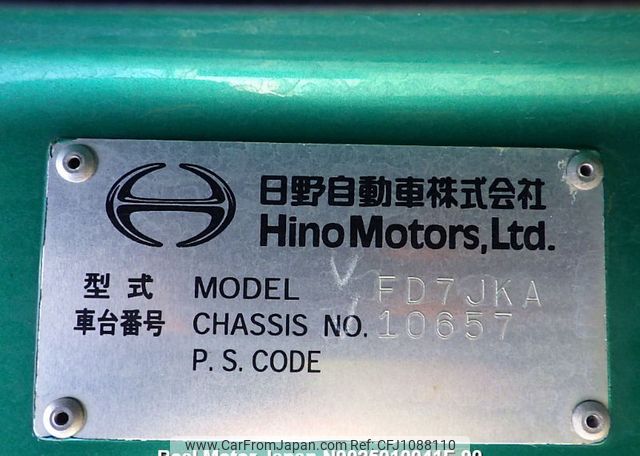 日野自動車株式会社
Hino Motors, Ltd.
型式 MODEL FD7JKA
車台番号 CHASSIS NO. 10657
P. S. CODE
www.CarFromJapan.com - CFJ1088110